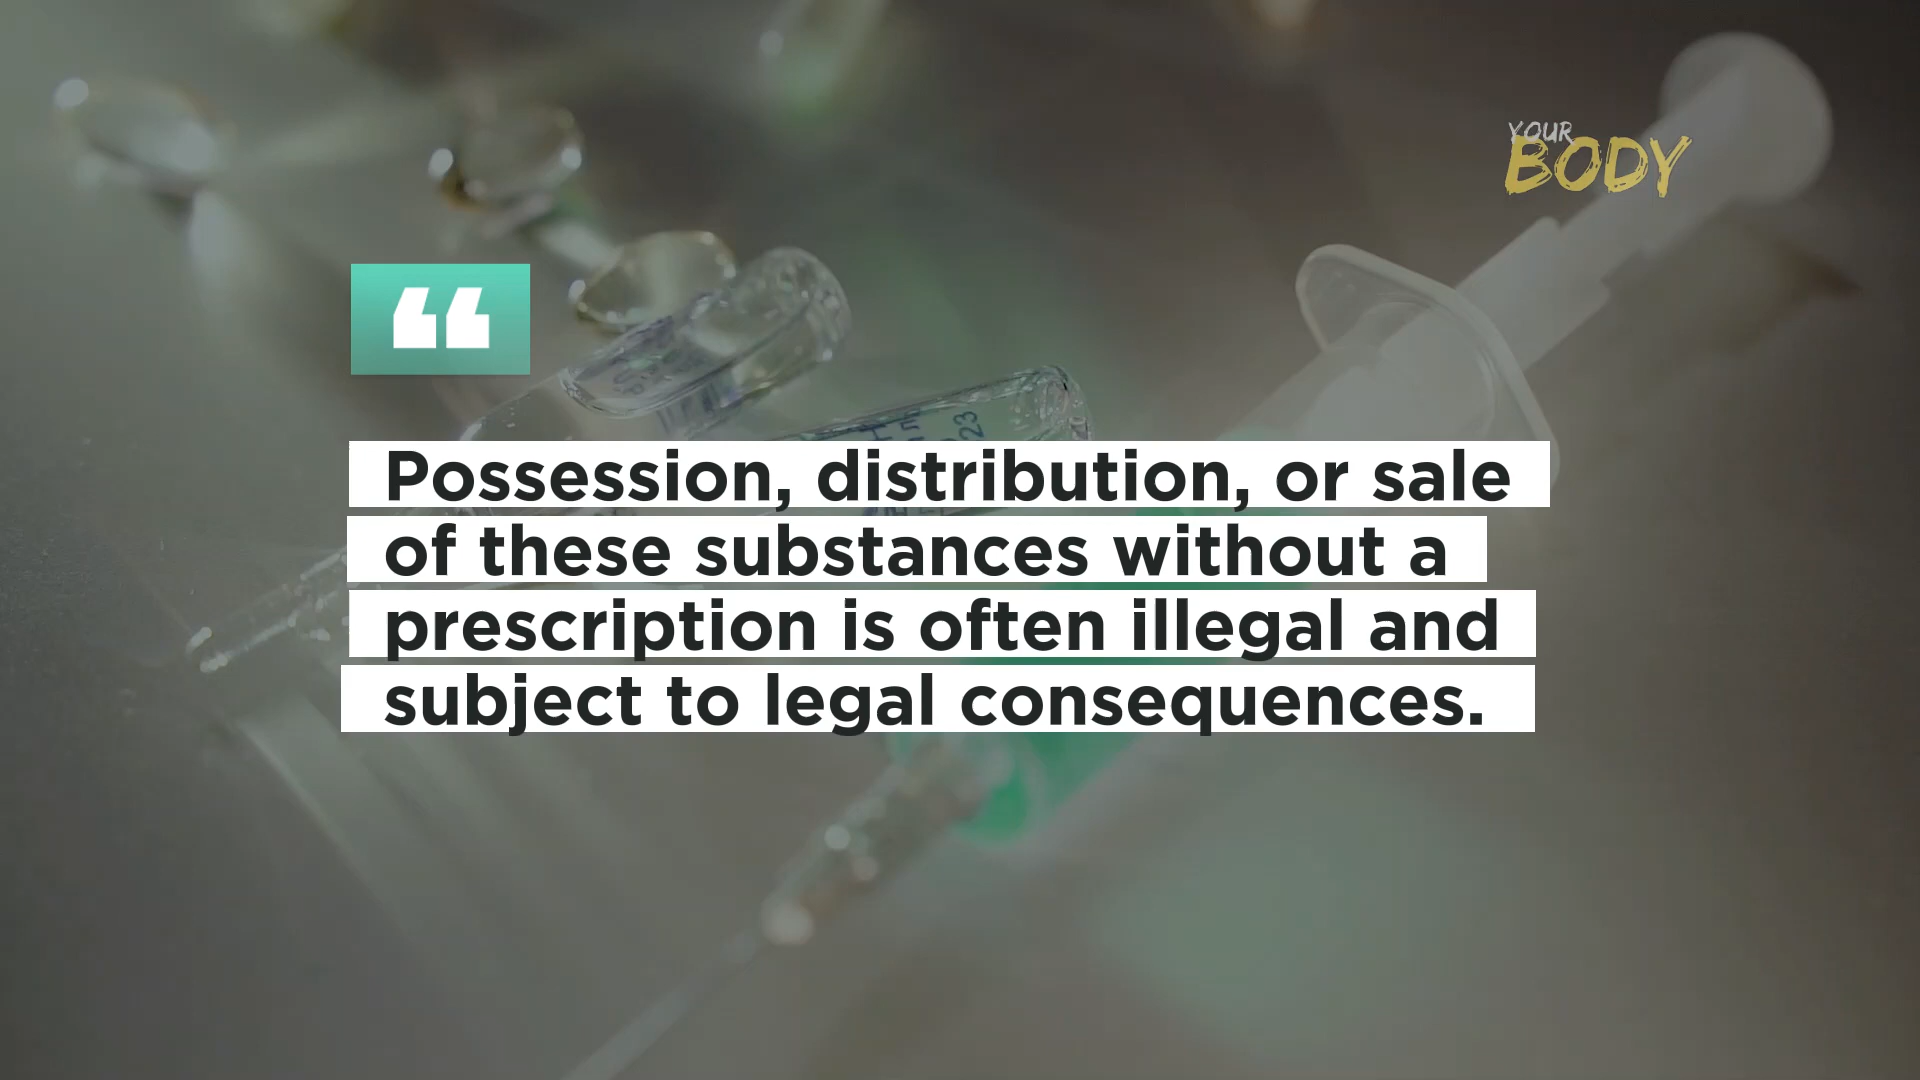 YOUR
BODY
“
Possession, distribution, or sale
of these substances without a
prescription is often illegal and
subject to legal consequences.
23